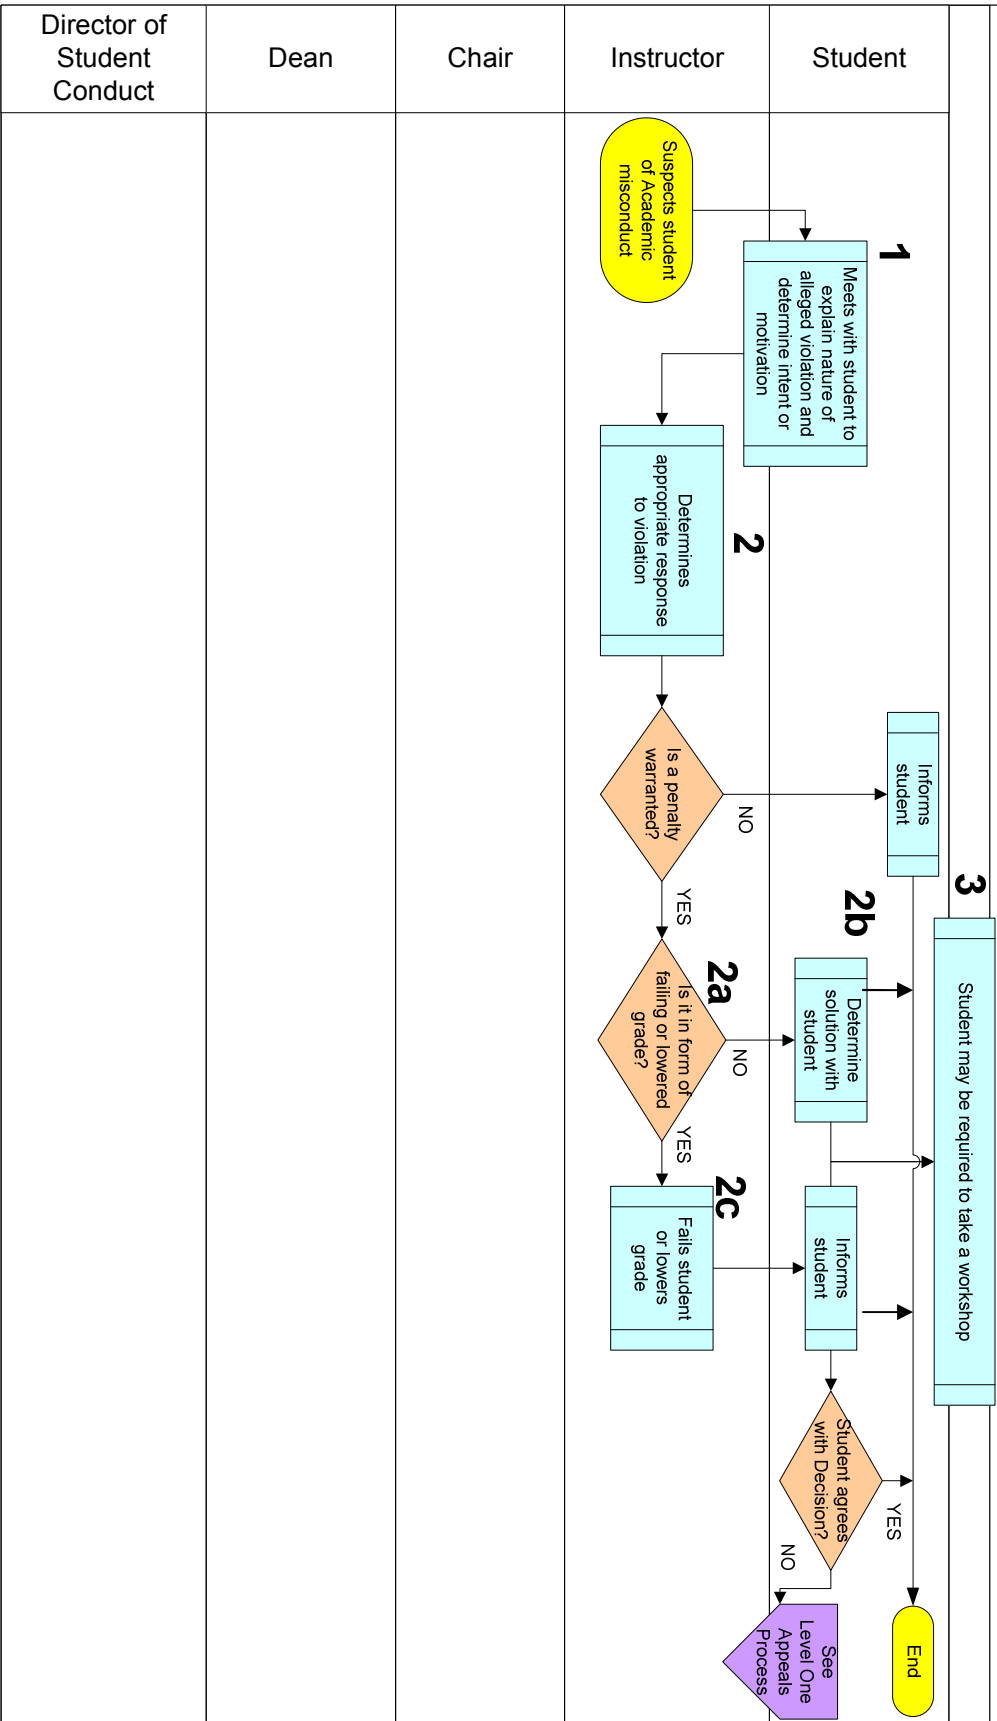 Director of
Student
Conduct
Dean
Chair
Instructor
Student
Suspects student
of Academic
misconduct
1
Meets with student to
explain nature of
alleged violation and
determine intent or
motivation
2
Determines
appropriate response
to violation
Is a penalty
warranted?
NO
Informs
student
YES
2a
Is it in form of
failing or lowered
grade?
NO
2b
Determine
solution with
student
3
Student may be required to take a workshop
YES
2c
Fails student
or lowers
grade
Informs
student
Student agrees
with Decision?
YES
End
NO
See
Level One
Appeals
Process